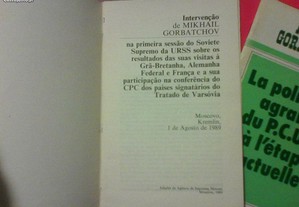 Intervenção
de MIKHAIL
GORBATCHOV
na primeira sessão do Soviete
Supremo da URSS sobre os
resultados das suas visitas à
Grã-Bretanha, Alemanha
Federal e França e a sua
participação na conferência do
CPC dos países signatários do
Tratado de Varsóvia
Moscovo,
Kremlin,
1 de Agosto de 1989
GOR
La poli
agra
du P.C.
à l'étap
actuelle